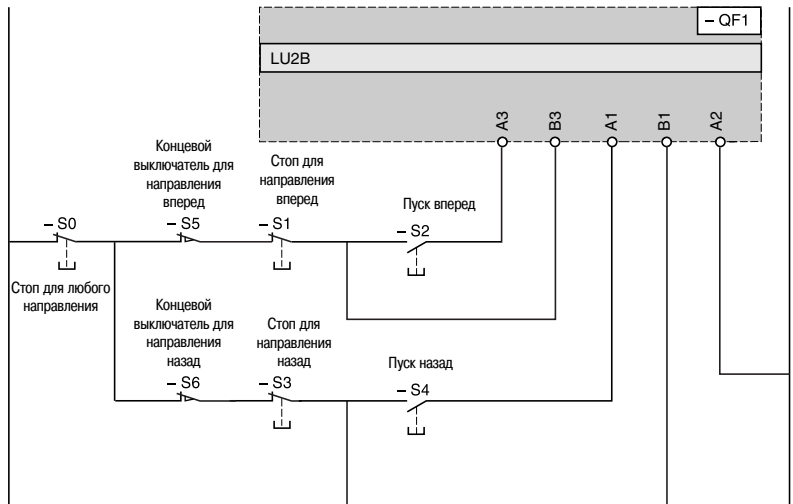 – QF1
LU2B
A3
B3
A1
B1
A2
Концевой
выключатель для
направления
вперед
Стоп для
направления
вперед
Пуск вперед
– S0
– S5
– S1
– S2
Стоп для любого
направления
Концевой
выключатель для
направления
назад
Стоп для
направления
назад
Пуск назад
– S6
– S3
– S4